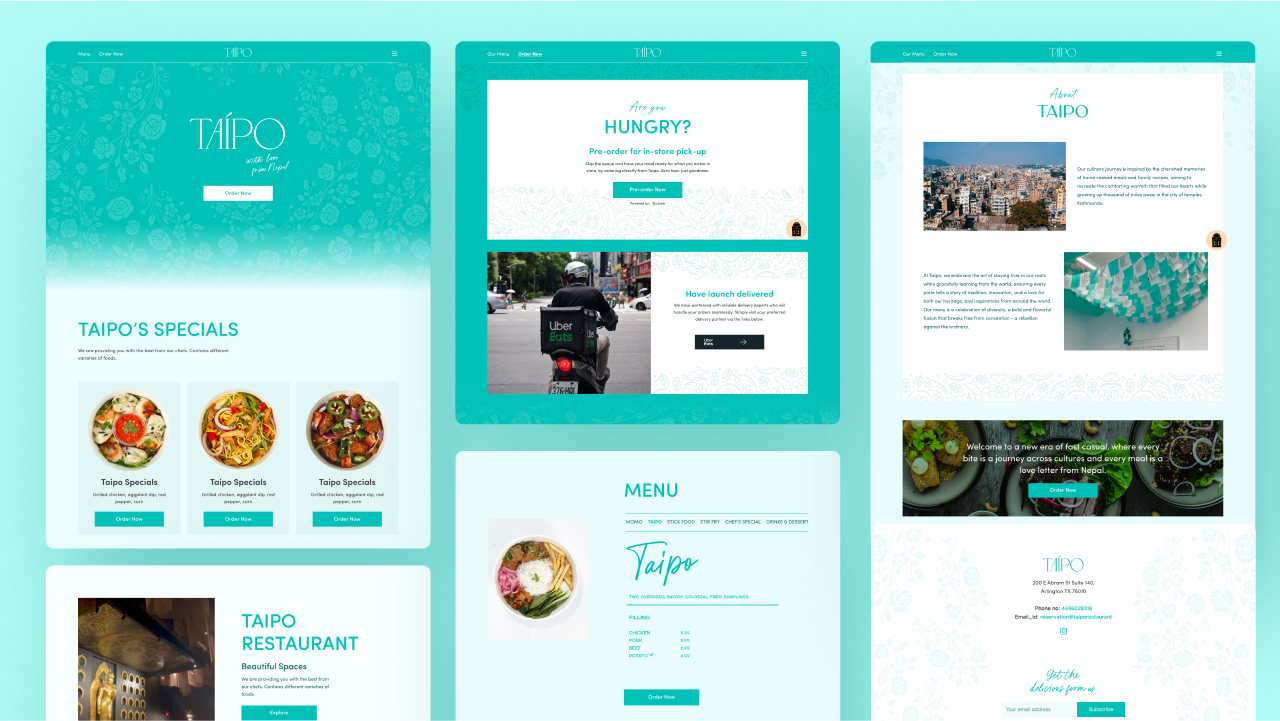 Menu
Order Now
TAÍPO
TAÍPO
with love
from Nepal
Order Now
TAIPO'S SPECIALS
We are providing you with the best from our chefs. Contains different
varieties of foods.
Taipo Specials
Grilled chicken, eggplant dip, red
pepper, corn
Order Now
Taipo Specials
Grilled chicken, eggplant dip, red
pepper, corn
Order Now
Taipo Specials
Grilled chicken, eggplant dip, red
pepper, corn
Order Now
TAIPO
RESTAURANT
Beautiful Spaces
We are providing you with the best from
our chefs. Contains different varieties of
foods.
Explore
Our Menu
Order Now
TAÍPO
Are you
HUNGRY?
Pre-order for in-store pick-up
Skip the queue and have your meal ready for when you arrive in
store, by ordering directly from Taipo. Zero fees, just goodness.
Pre-order Now
Powered by: clover
Uber
Eats
Have launch delivered
We have partnered with reliable delivery experts who will
handle your orders seamlessly. Simply visit your preferred
delivery partner via the links below.
Uber
Eats
MENU
MOMO TAIPO STICK FOOD STIR FRY CHEF'S SPECIAL DRINKS & DESSERT
Taipo
TWO OVERSIZED, SAVORY COLOSSAL FRIED DUMPLINGS.
FILLING
CHICKEN 5.99
PORK 5.99
BEEF 6.99
POTATO 4.99
Order Now
Our Menu
Order Now
TAÍPO
About
TAIPO
Our culinary journey is inspired by the cherished memories
of home cooked meals and family recipes, aiming to
recreate the comforting warmth that filled our hearts while
growing up thousand of miles away in the city of temples,
Kathmandu.
At Taipo, we embrace the art of staying true to our roots
while gracefully learning from the world, ensuring every
plate tells a story of tradition, innovation, and a love for
both our heritage, and inspirations from around the world.
Our menu is a celebration of diversity, a bold and flavorful
fusion that breaks free from convention - a rebellion
against the ordinary.
Welcome to a new era of fast casual, where every
bite is a journey across cultures and every meal is a
love letter from Nepal.
Order Now
TAÍPO
200 E Abram St Suite 140,
Arlington TX 76010
Phone no: 4696028318
Email_id: reservation@taiporestaurant
Get the
delicious form us
Your email address
Subscribe